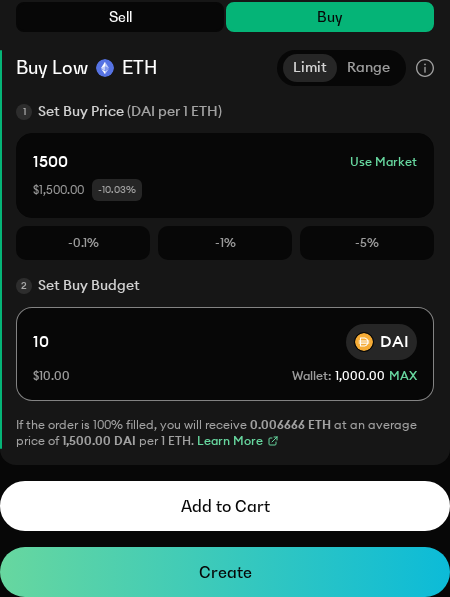 Sell Buy
Buy Low ETH Limit Range
1 Set Buy Price (DAI per 1 ETH)
1500 Use Market
$1,500.00 -10.03%
-0.1% -1% -5%
2 Set Buy Budget
10 DAI
$10.00 Wallet: 1,000.00 MAX
If the order is 100% filled, you will receive 0.006666 ETH at an average
price of 1,500.00 DAI per 1 ETH. Learn More
Add to Cart
Create